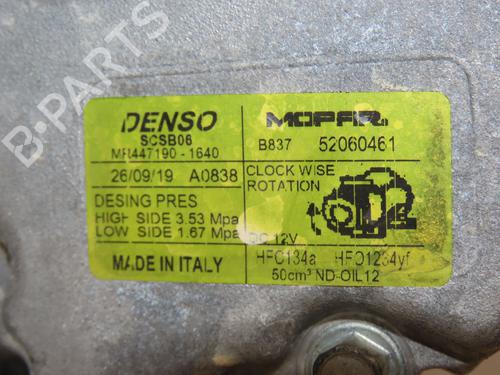 B-PARTS
DENSO
SCSB06
MR447190 - 1640
MOPAR
B837 52060461
26/09/19 A0838
CLOCK WISE
ROTATION
DESING PRES
HIGH SIDE 3.53 Mpa
LOW SIDE 1.67 Mpa
DC 12V
MADE IN ITALY
HFC134a HFO1234yf
50cm³ ND-OIL12